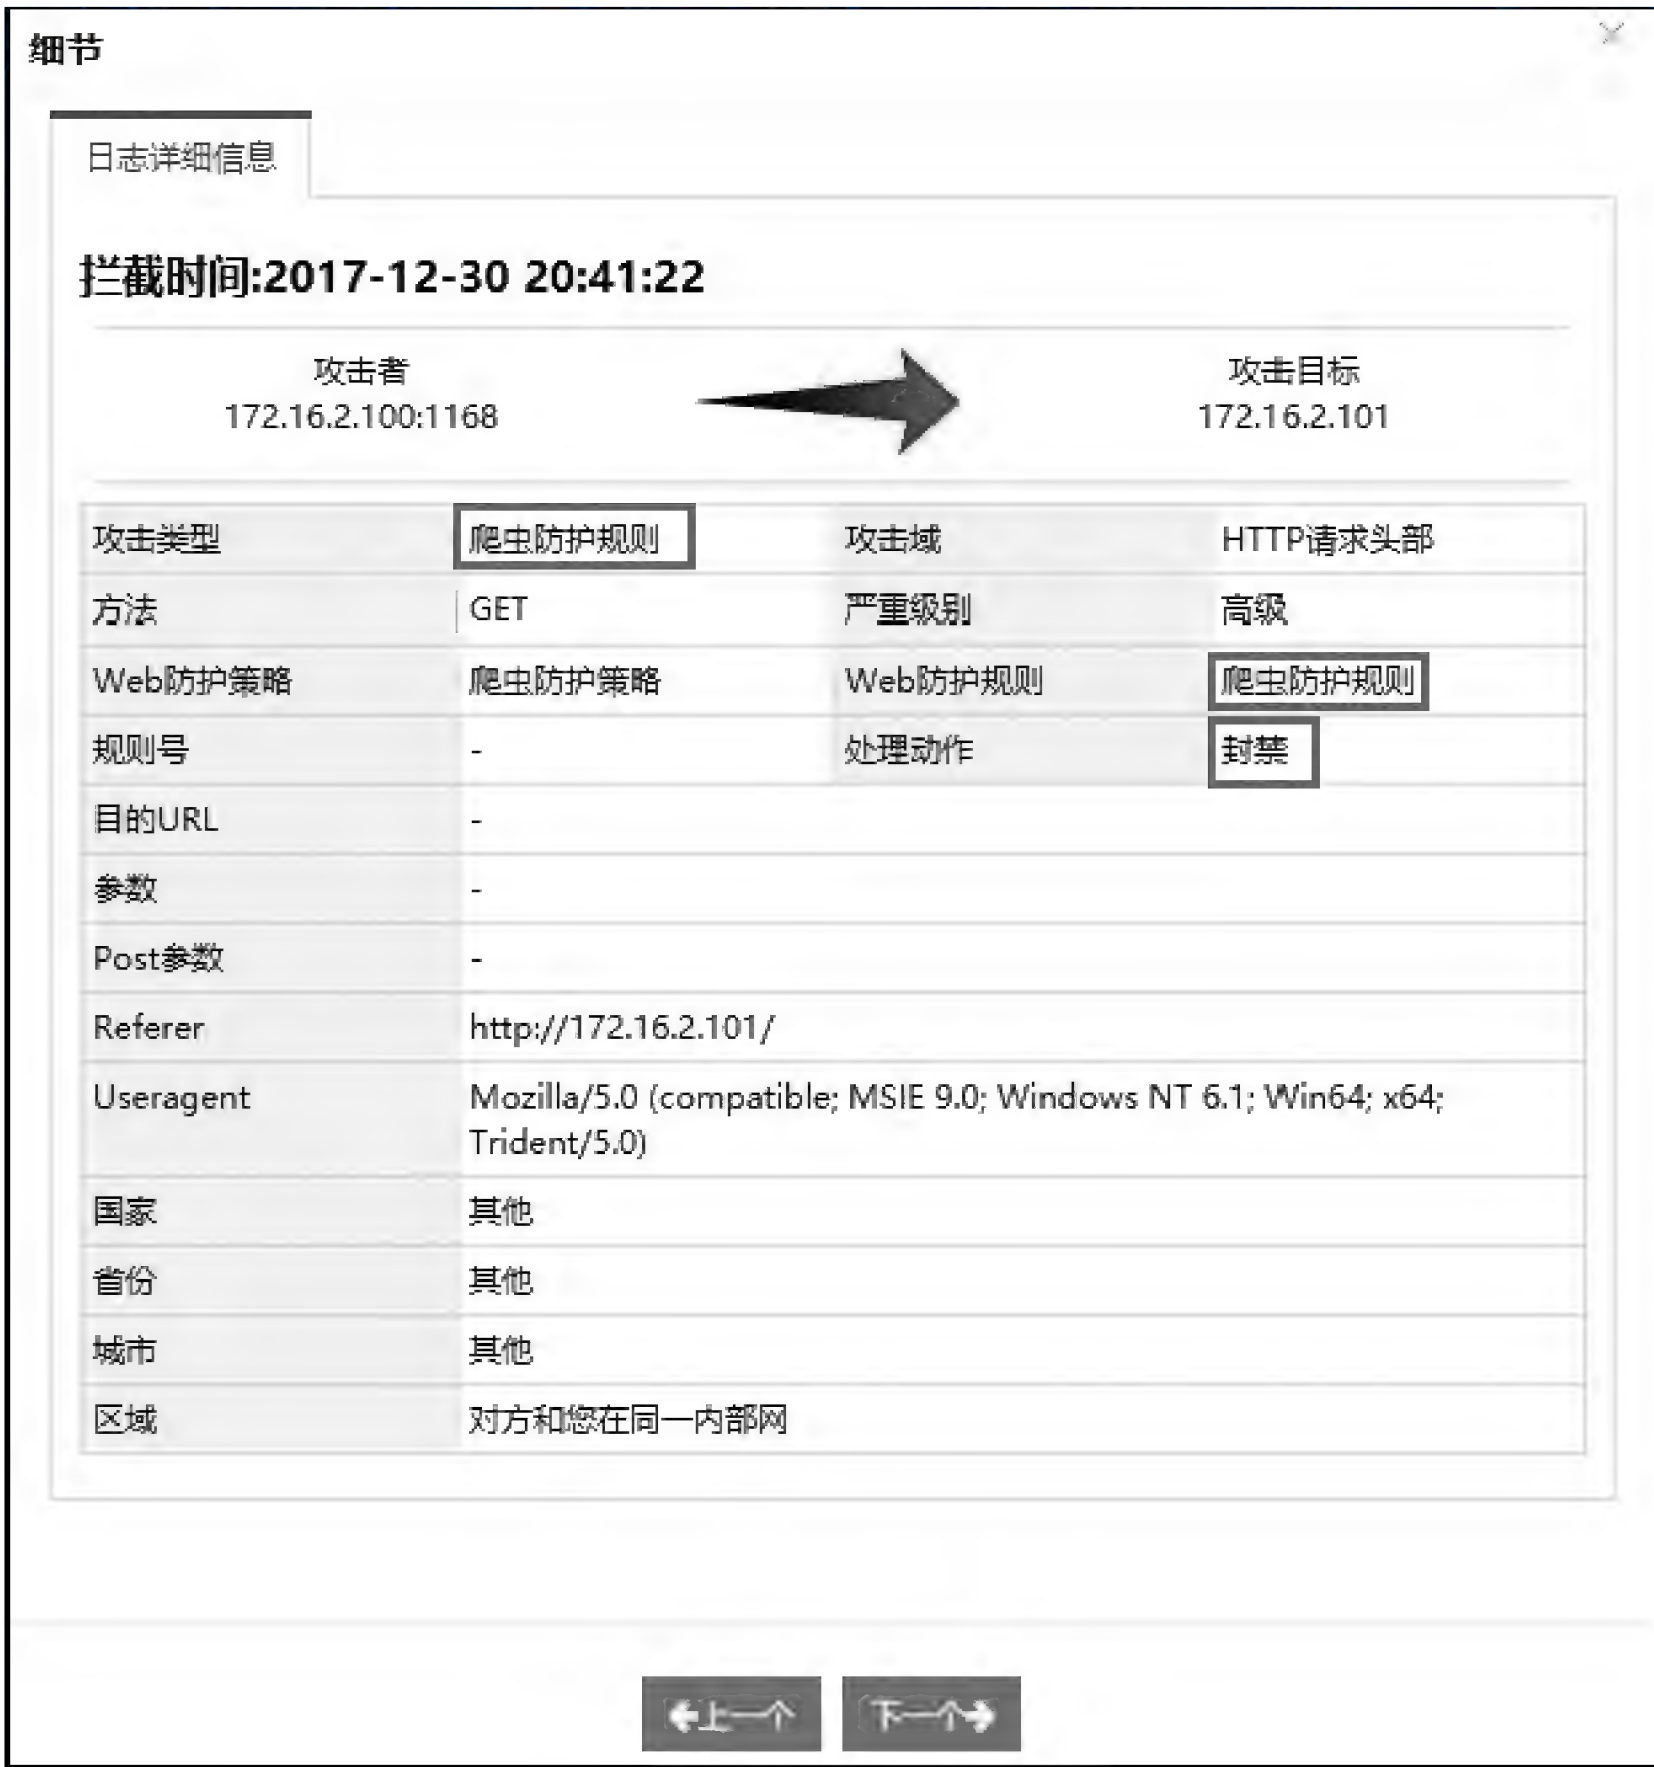 细节
日志详细信息
拦截时间:2017-12-30 20:41:22
攻击者 攻击目标
172.16.2.100:1168 172.16.2.101
攻击类型 爬虫防护规则 攻击域 HTTP请求头部
方法 GET 严重级别 高级
Web防护策略 爬虫防护策略 Web防护规则 爬虫防护规则
规则号 - 处理动作 封禁
目的URL -
参数 -
Post参数 -
Referer http://172.16.2.101/
Useragent Mozilla/5.0 (compatible; MSIE 9.0; Windows NT 6.1; Win64; x64;
Trident/5.0)
国家 其他
省份 其他
城市 其他
区域 对方和您在同一内部网
上一个 下一个